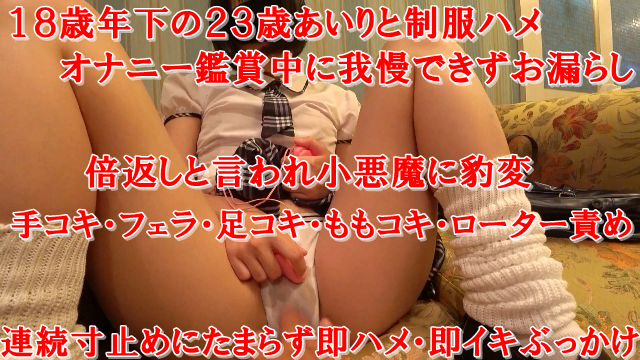 18歳年下の23歳あいりと制服ハメ
オナニー鑑賞中に我慢できずお漏らし
倍返しと言われ小悪魔に豹変
手コキ・フェラ・足コキ・ももコキ・ローター責め
連続寸止めにたまらず即ハメ・即イキぶっかけ